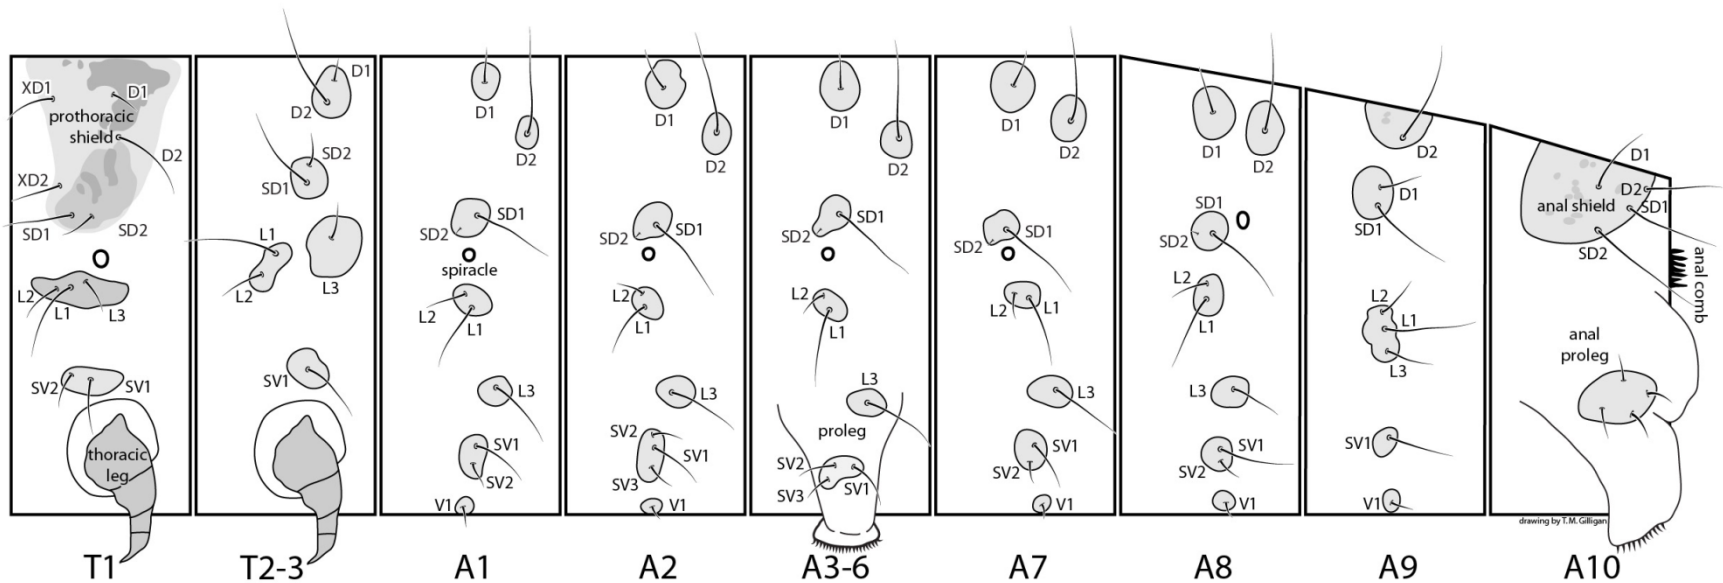 XD1
D1
prothoracic
shield
D2
XD2
SD1
SD2
L2
L1
L3
SV2
SV1
thoracic
leg
T1
D1
D2
SD2
SD1
L1
L2
L3
SV1
T2-3
D1
D2
SD1
SD2
spiracle
L2
L1
L3
SV1
SV2
V1
A1
D1
D2
SD2
SD1
L2
L1
L3
SV2
SV1
SV3
V1
A2
D1
D2
SD1
SD2
L2
L1
L3
proleg
SV2
SV3
SV1
A3-6
D1
D2
SD1
SD2
L2
L1
L3
SV1
SV2
V1
A7
D1
D2
SD1
SD2
L2
L1
L3
SV1
SV2
V1
A8
D2
D1
SD1
L2
L1
L3
SV1
V1
A9
D1
D2
anal shield
SD1
SD2
anal comb
anal
proleg
drawing by T. M. Gilligan
A10